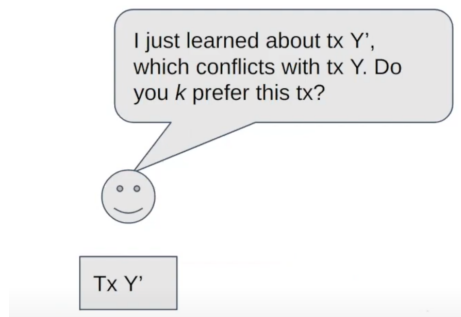 I just learned about tx Y’,
which conflicts with tx Y. Do
you k prefer this tx?
Tx Y’